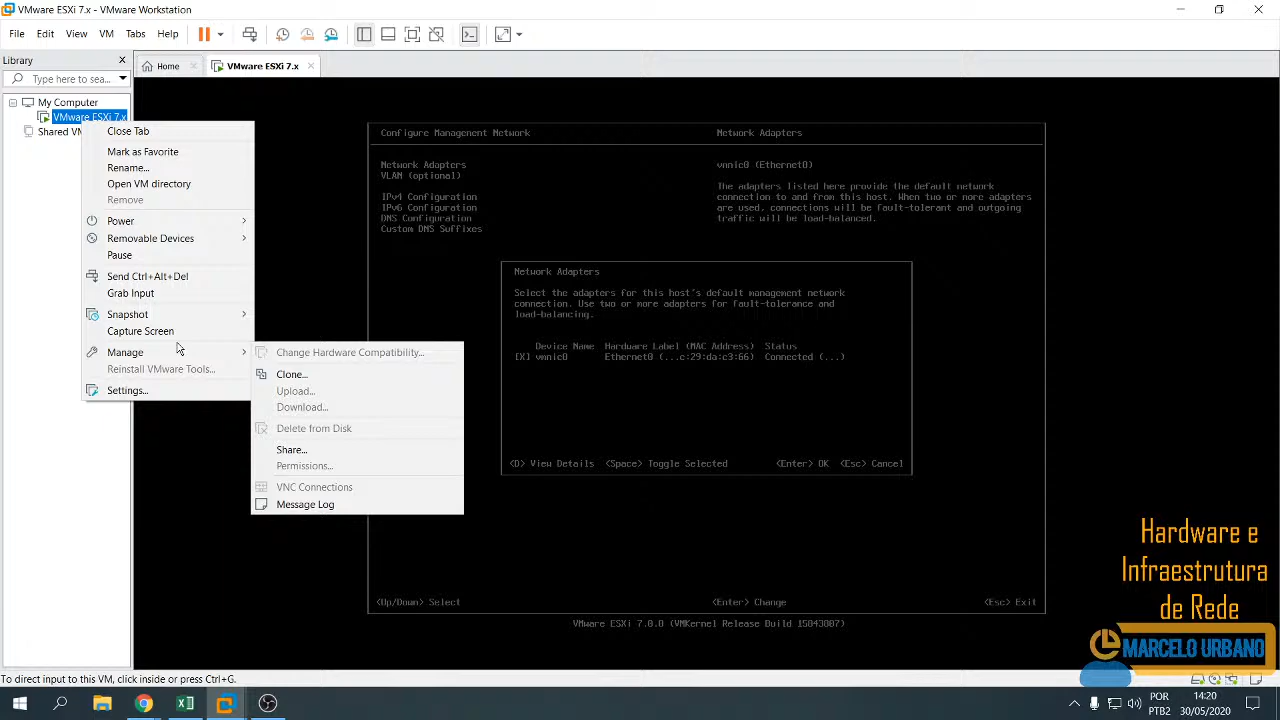 VMware ESXi 7.x - VMware Workstation
File Edit View VM Tabs Help
Library
Type here to sea...
My Computer
VMware ESXi 7.x
Shared VM
Home
VMware ESXi 7.x
Close Tab
Mark as Favorite
Rename...
Open VM directory
Remove
Power
Removable Devices
Pause
Send Ctrl+Alt+Del
Grab Input
Snapshot
Capture Screen
Manage
Reinstall VMware Tools...
Settings...
Change Hardware Compatibility...
Clone...
Upload...
Download...
Delete from Disk
Share...
Permissions...
VNC Connections
Message Log
Configure Management Network
Network Adapters
VLAN (optional)
IPv4 Configuration
IPv6 Configuration
DNS Configuration
Custom DNS Suffixes
Network Adapters
vmnic0 (Ethernet0)
The adapters listed here provide the default network
connection to and from this host. When two or more adapters
are used, connections will be fault-tolerant and outgoing
traffic will be load-balanced.
Network Adapters
Select the adapters for this host's default management network
connection. Use two or more adapters for fault-tolerance and
load-balancing.
Device Name Hardware Label (MAC Address) Status
[X] vmnic0 Ethernet0 (...c:29:da:c3:66) Connected (...)
<D> View Details <Space> Toggle Selected <Enter> OK <Esc> Cancel
<Up/Down> Select <Enter> Change <Esc> Exit
VMware ESXi 7.0.0 (VMKernel Release Build 15843807)
Hardware e
Infraestrutura
de Rede
MARCELO URBANO
To direct input to this VM, click inside or press Ctrl+G.
POR
PTB2
14:20
30/05/2020